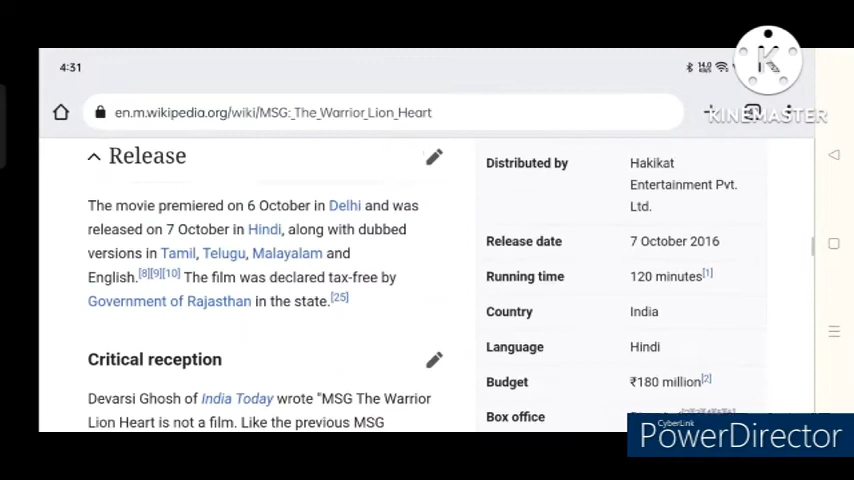 4:31
KINEMASTER
en.m.wikipedia.org/wiki/MSG:_The_Warrior_Lion_Heart
Release
The movie premiered on 6 October in Delhi and was
released on 7 October in Hindi, along with dubbed
versions in Tamil, Telugu, Malayalam and
English.[8][9][10] The film was declared tax-free by
Government of Rajasthan in the state.[25]
Critical reception
Devarsi Ghosh of India Today wrote "MSG The Warrior
Lion Heart is not a film. Like the previous MSG
Distributed by Hakikat
Entertainment Pvt.
Ltd.
Release date 7 October 2016
Running time 120 minutes[1]
Country India
Language Hindi
Budget ₹180 million[2]
Box office
CyberLink
PowerDirector